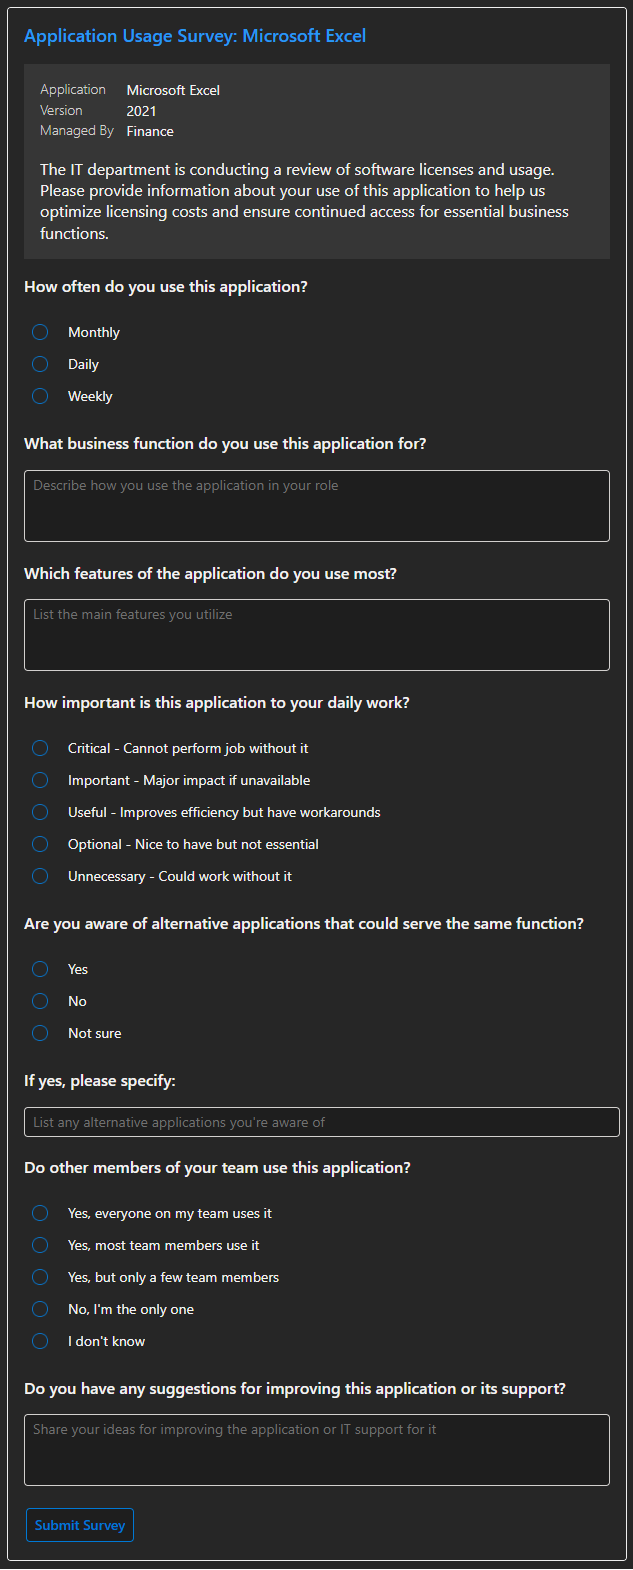 Application Usage Survey: Microsoft Excel
Application Microsoft Excel
Version 2021
Managed By Finance
The IT department is conducting a review of software licenses and usage.
Please provide information about your use of this application to help us
optimize licensing costs and ensure continued access for essential business
functions.
How often do you use this application?
Monthly
Daily
Weekly
What business function do you use this application for?
Describe how you use the application in your role
Which features of the application do you use most?
List the main features you utilize
How important is this application to your daily work?
Critical - Cannot perform job without it
Important - Major impact if unavailable
Useful - Improves efficiency but have workarounds
Optional - Nice to have but not essential
Unnecessary - Could work without it
Are you aware of alternative applications that could serve the same function?
Yes
No
Not sure
If yes, please specify:
List any alternative applications you're aware of
Do other members of your team use this application?
Yes, everyone on my team uses it
Yes, most team members use it
Yes, but only a few team members
No, I'm the only one
I don't know
Do you have any suggestions for improving this application or its support?
Share your ideas for improving the application or IT support for it
Submit Survey